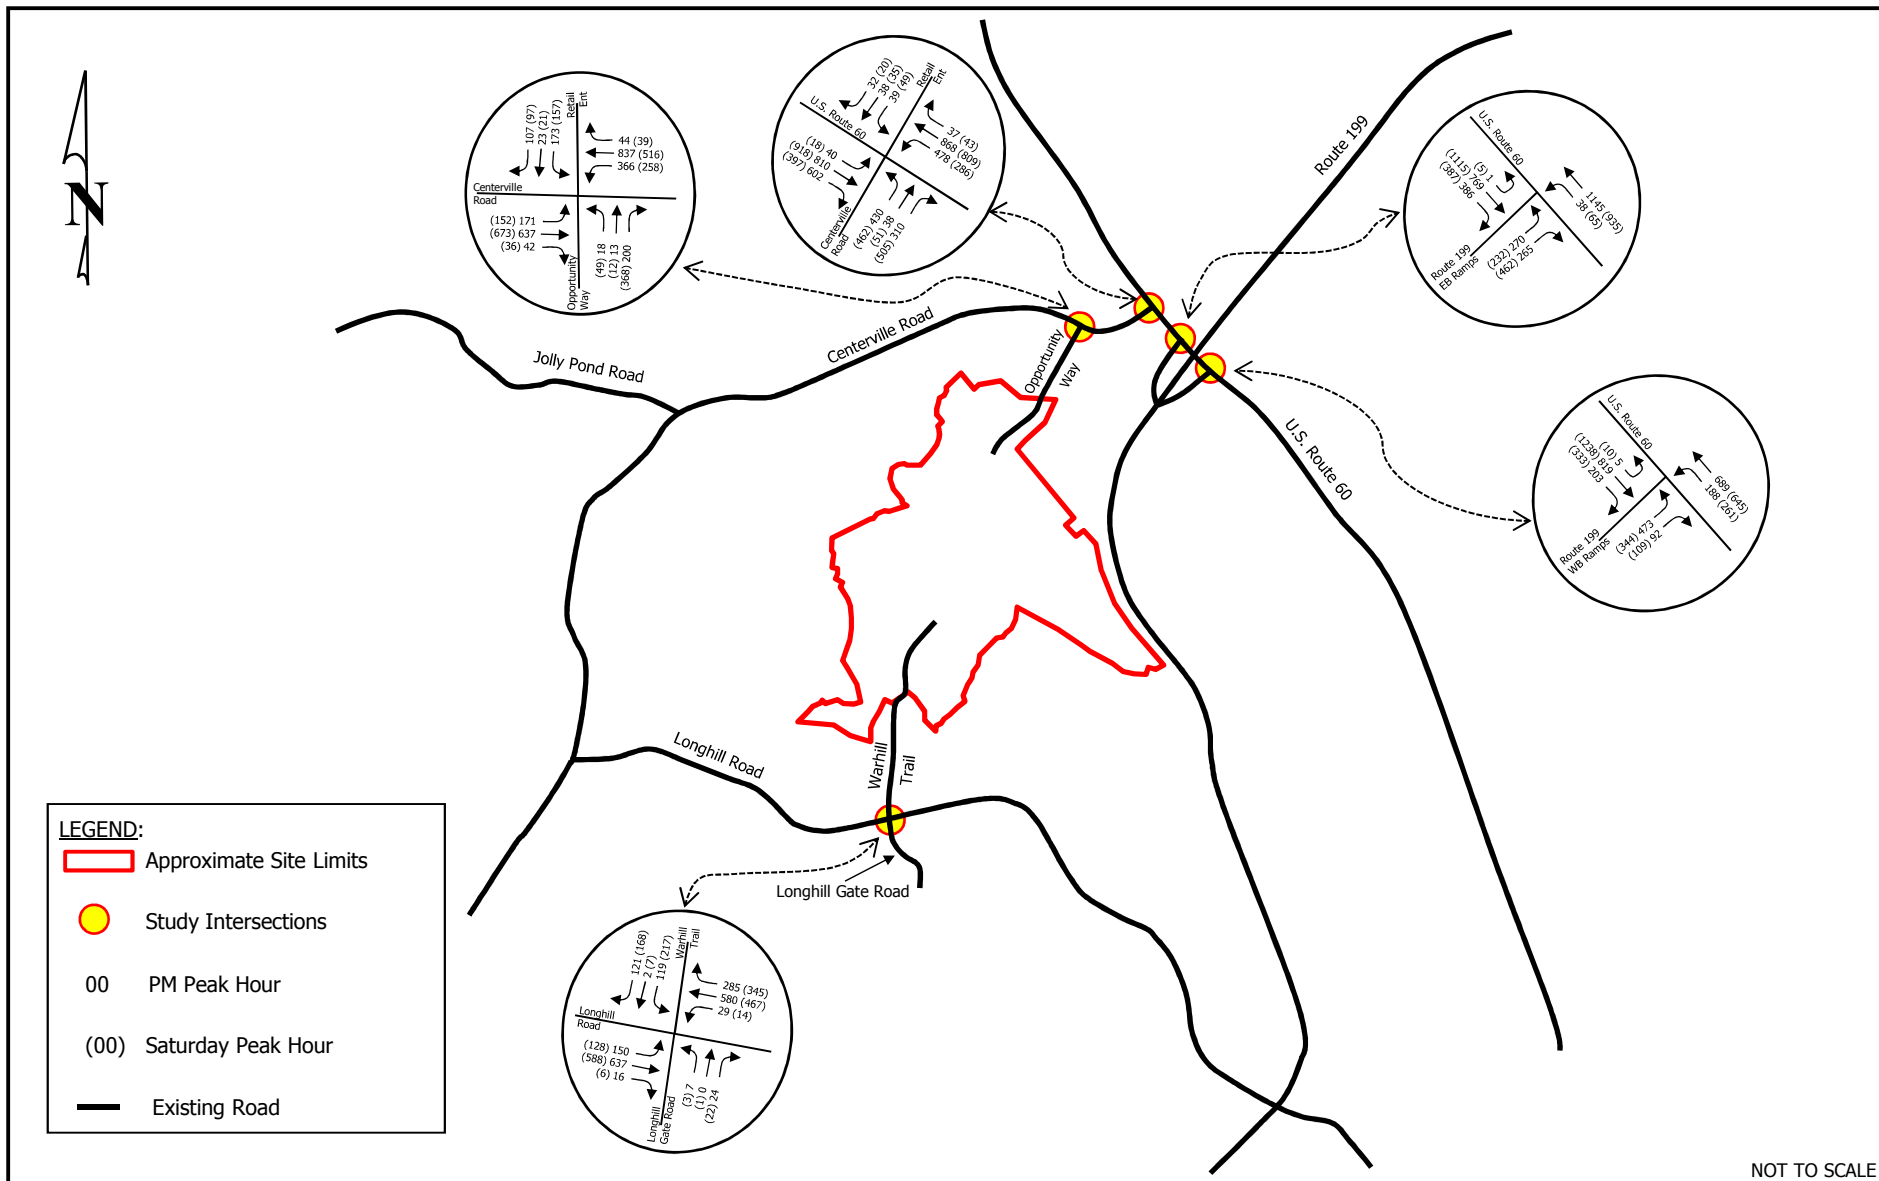 N
107 (97)
23 (21)
173 (157)
Retail
Ent
44 (39)
837 (516)
366 (258)
Centerville
Road
(152) 171
(673) 637
(36) 42
(49) 18
(12) 13
(368) 200
Opportunity
Way
32 (20)
38 (35)
39 (49)
Retail
Ent
U.S. Route 60
37 (43)
868 (809)
478 (286)
(18) 40
(918) 810
(397) 602
Centerville
Road
(462) 430
(51) 38
(505) 310
U.S. Route 60
(5) 1
(1115) 769
(387) 386
1145 (935)
38 (65)
Route 199
EB Ramps
(232) 270
(462) 265
U.S. Route 60
(10) 5
(1238) 819
(333) 203
689 (645)
188 (261)
Route 199
WB Ramps
(344) 473
(109) 92
Route 199
Centerville Road
Jolly Pond Road
Opportunity
Way
U.S. Route 60
Longhill Road
Warhill
Trail
Longhill Gate Road
121 (168)
2 (7)
119 (217)
Warhill
Trail
285 (345)
580 (467)
29 (14)
Longhill
Road
(128) 150
(588) 637
(6) 16
(3) 7
(1) 0
(22) 24
Longhill
Gate Road
LEGEND:
Approximate Site Limits
Study Intersections
00 PM Peak Hour
(00) Saturday Peak Hour
Existing Road
NOT TO SCALE